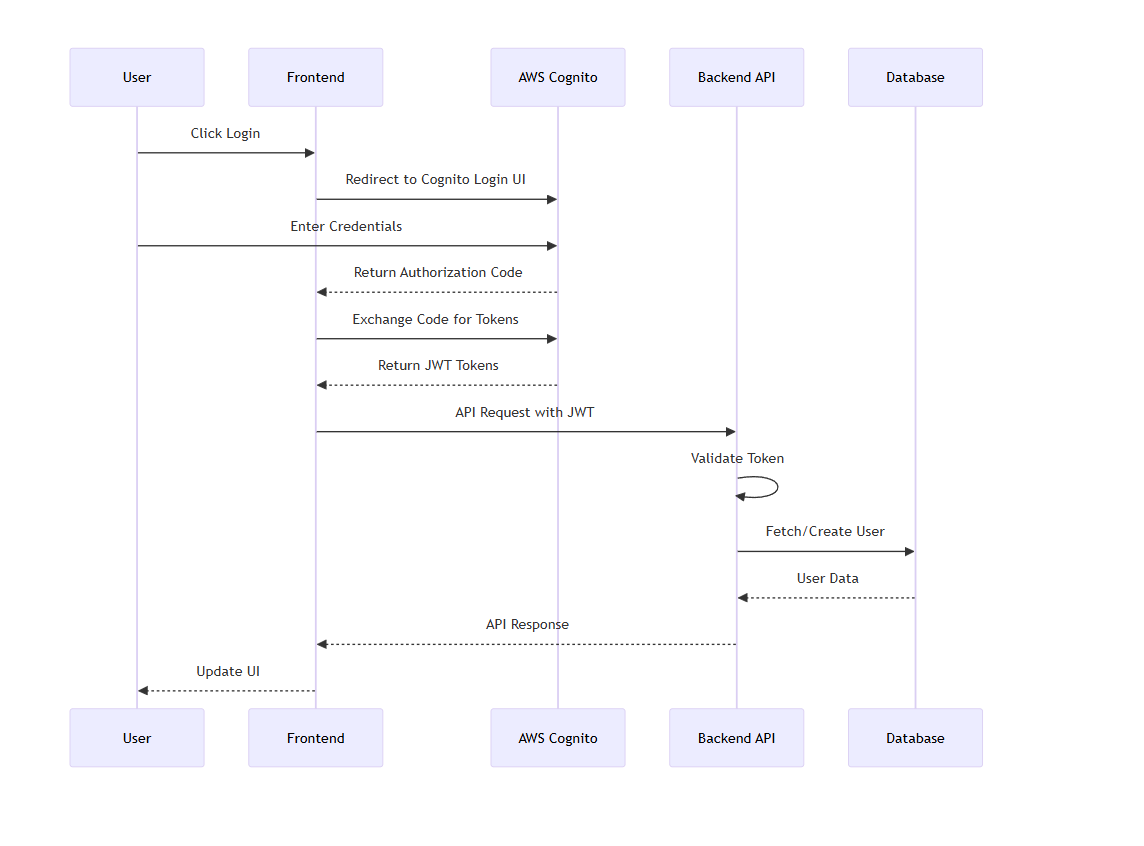 User
Frontend
AWS Cognito
Backend API
Database
Click Login
Redirect to Cognito Login UI
Enter Credentials
Return Authorization Code
Exchange Code for Tokens
Return JWT Tokens
API Request with JWT
Validate Token
Fetch/Create User
User Data
API Response
Update UI
User
Frontend
AWS Cognito
Backend API
Database